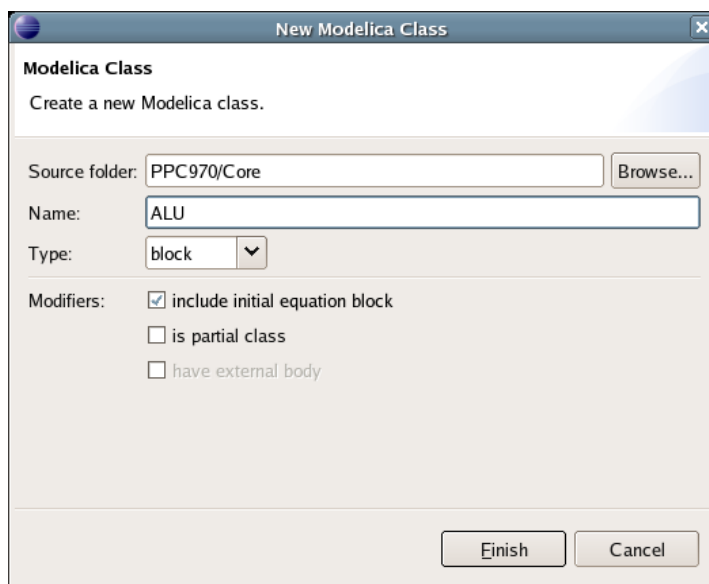 New Modelica Class
Modelica Class
Create a new Modelica class.
Source folder: PPC970/Core Browse...
Name: ALU
Type: block
Modifiers: include initial equation block
is partial class
have external body
Finish Cancel